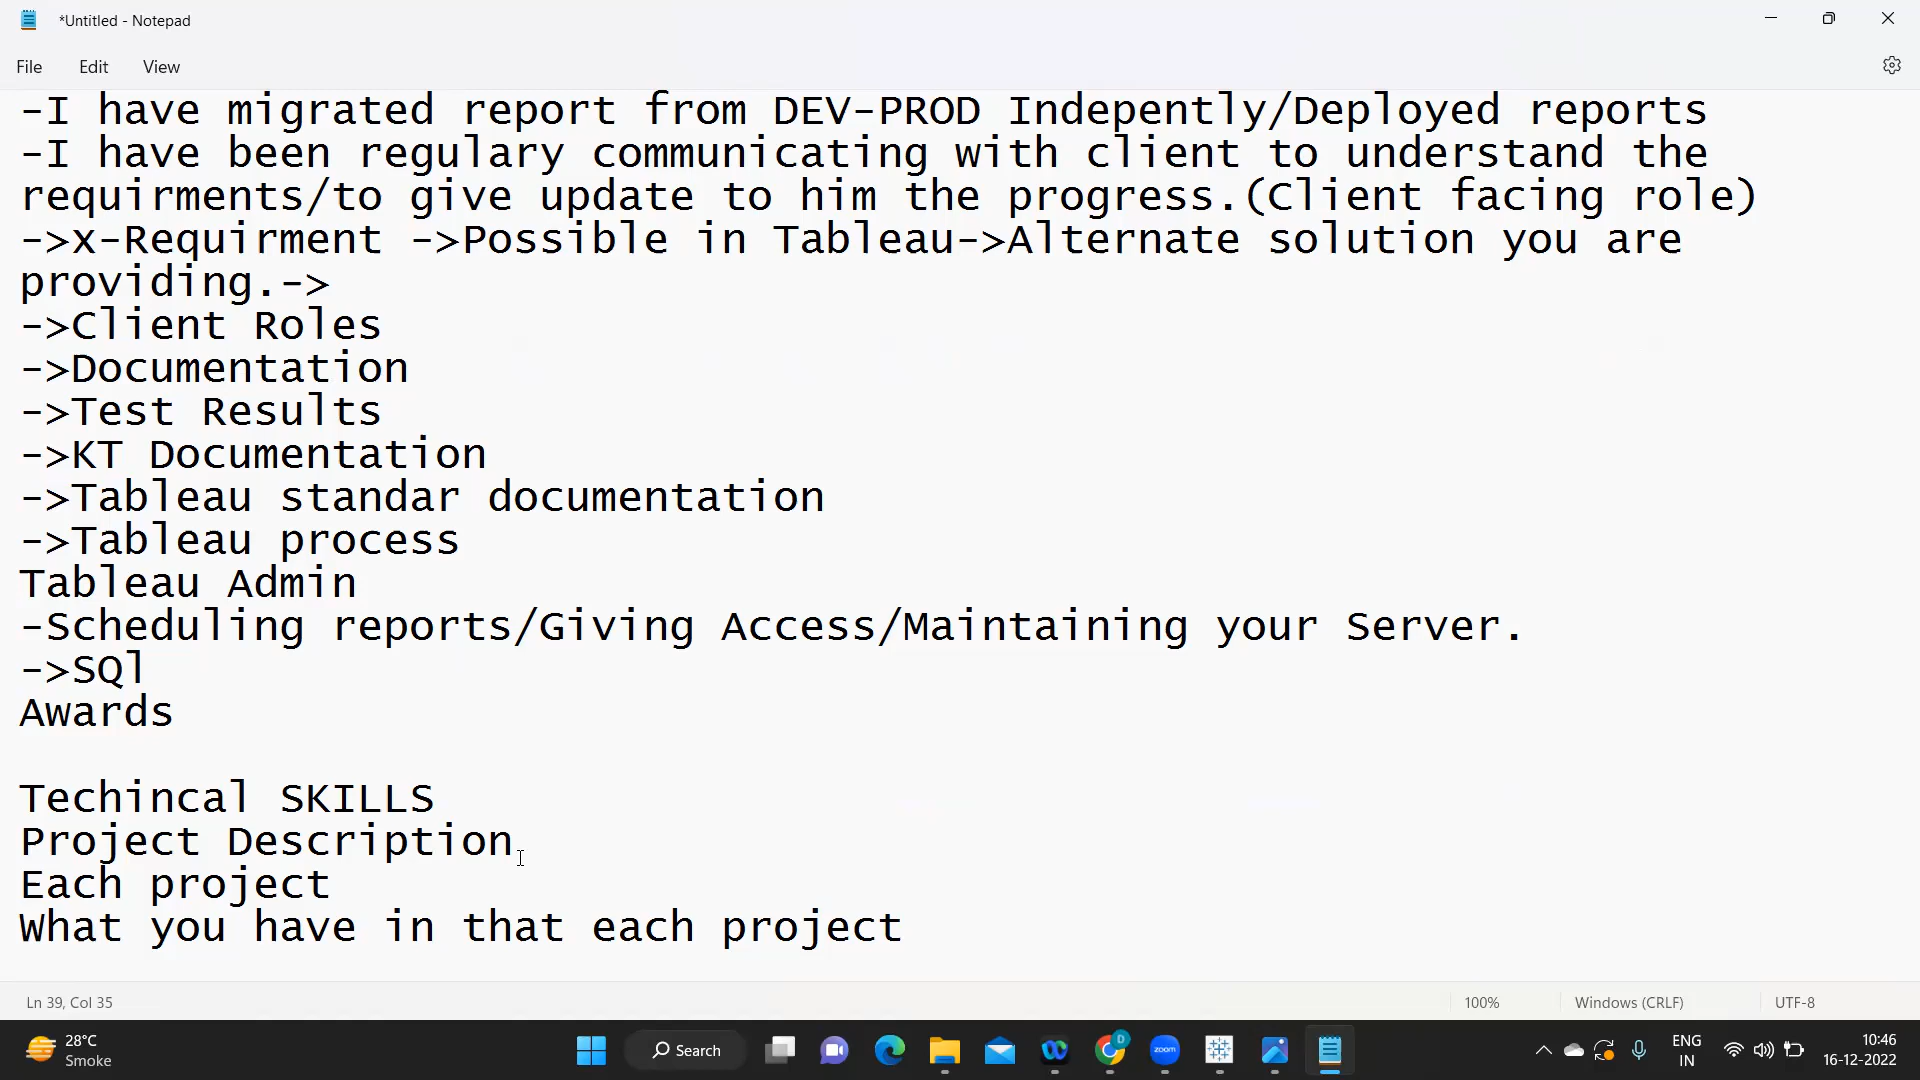 *Untitled - Notepad
File Edit View
-I have migrated report from DEV-PROD Indepently/Deployed reports
-I have been regulary communicating with client to understand the
requirments/to give update to him the progress.(Client facing role)
->x-Requirment ->Possible in Tableau->Alternate solution you are
providing.->
->Client Roles
->Documentation
->Test Results
->KT Documentation
->Tableau standar documentation
->Tableau process
Tableau Admin
-Scheduling reports/Giving Access/Maintaining your Server.
->SQl
Awards
Techincal SKILLS
Project Description
Each project
What you have in that each project
Ln 39, Col 35 100% Windows (CRLF) UTF-8
28°C
Smoke
Search
D
zoom
ENG
IN
10:46
16-12-2022